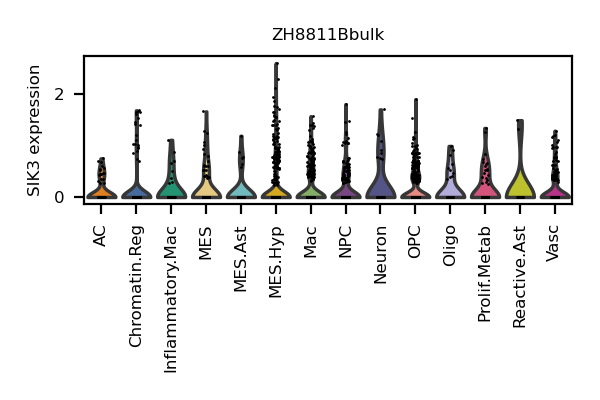 ZH8811Bbulk
SIK3 expression
2
0
AC
Chromatin.Reg
Inflammatory.Mac
MES
MES.Ast
MES.Hyp
Mac
NPC
Neuron
OPC
Oligo
Prolif.Metab
Reactive.Ast
Vasc